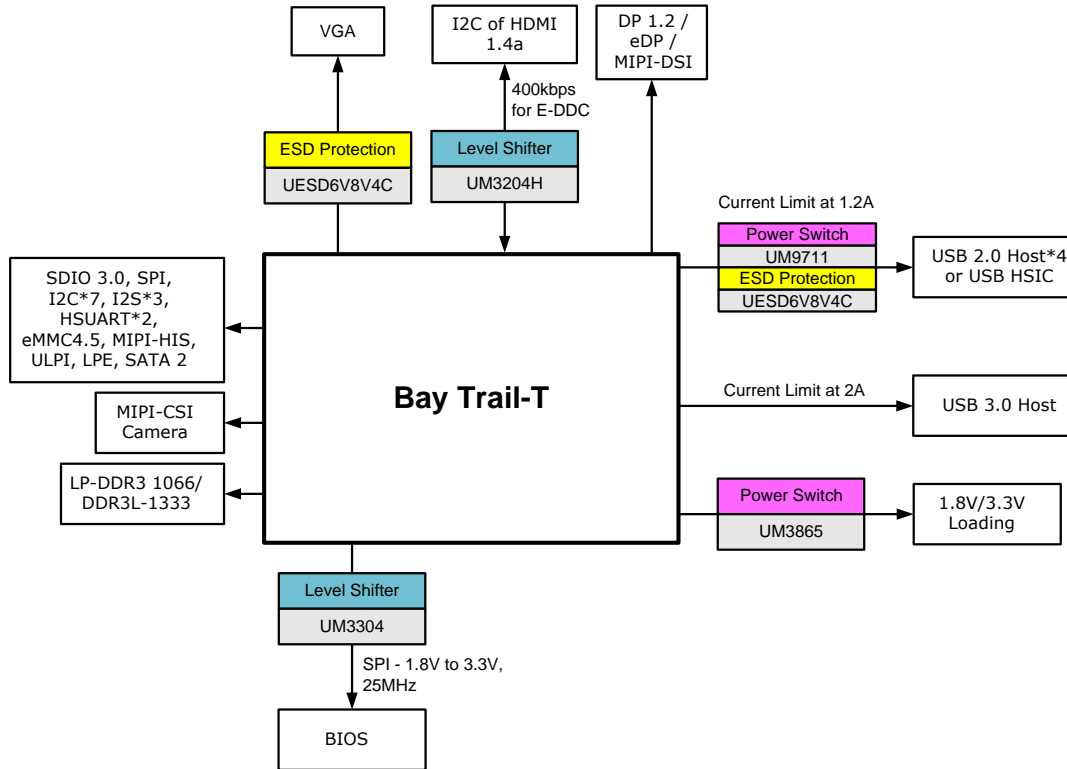 VGA
I2C of HDMI
1.4a
DP 1.2 /
eDP /
MIPI-DSI
400kbps
for E-DDC
ESD Protection
UESD6V8V4C
Level Shifter
UM3204H
Current Limit at 1.2A
Power Switch
UM9711
ESD Protection
UESD6V8V4C
USB 2.0 Host*4
or USB HSIC
SDIO 3.0, SPI,
I2C*7, I2S*3,
HSUART*2,
eMMC4.5, MIPI-HIS,
ULPI, LPE, SATA 2
Bay Trail-T
Current Limit at 2A
USB 3.0 Host
MIPI-CSI
Camera
LP-DDR3 1066/
DDR3L-1333
Power Switch
UM3865
1.8V/3.3V
Loading
Level Shifter
UM3304
SPI - 1.8V to 3.3V,
25MHz
BIOS